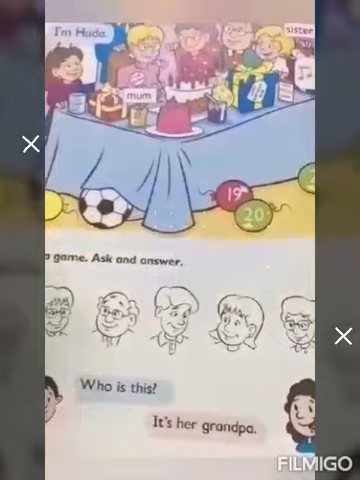 I'm Huda.
sister
mum
19
20
a game. Ask and answer.
Who is this?
It's her grandpa.
FILMIGO